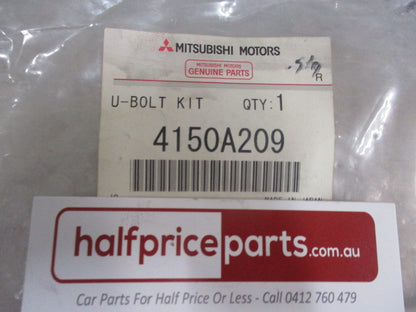 MITSUBISHI MOTORS
MITSUBISHI MOTORS
GENUINE PARTS
R
U-BOLT KIT QTY:1
4150A209
MADE IN JAPAN
halfpriceparts.com.au
Car Parts For Half Price Or Less - Call 0412 760 479